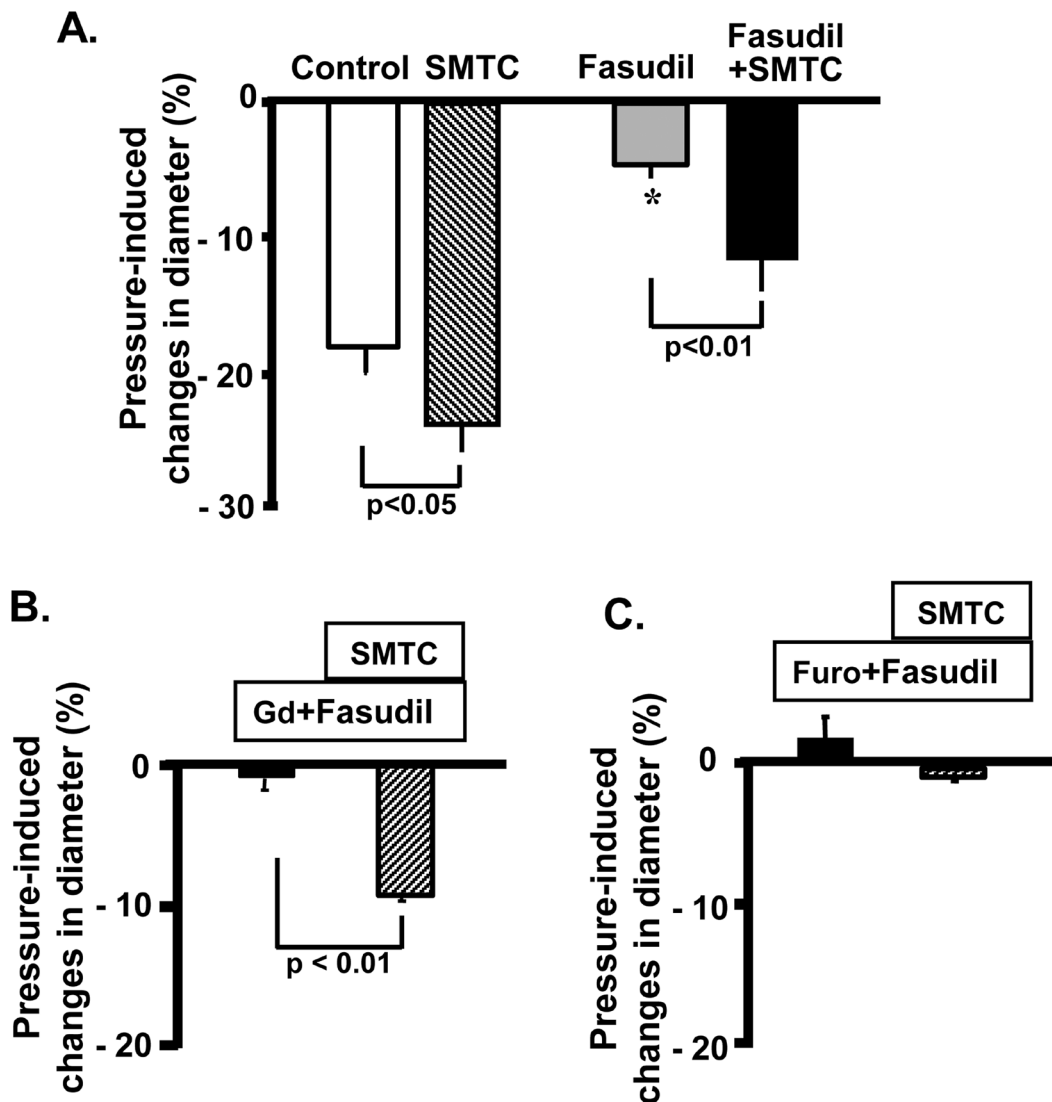 A.
Control SMTC Fasudil Fasudil
+SMTC
Pressure-induced
changes in diameter (%)
0
- 10
- 20
- 30
*
p<0.01
p<0.05
B.
SMTC
Gd+Fasudil
Pressure-induced
changes in diameter (%)
0
- 10
- 20
p < 0.01
C.
SMTC
Furo+Fasudil
Pressure-induced
changes in diameter (%)
0
- 10
- 20